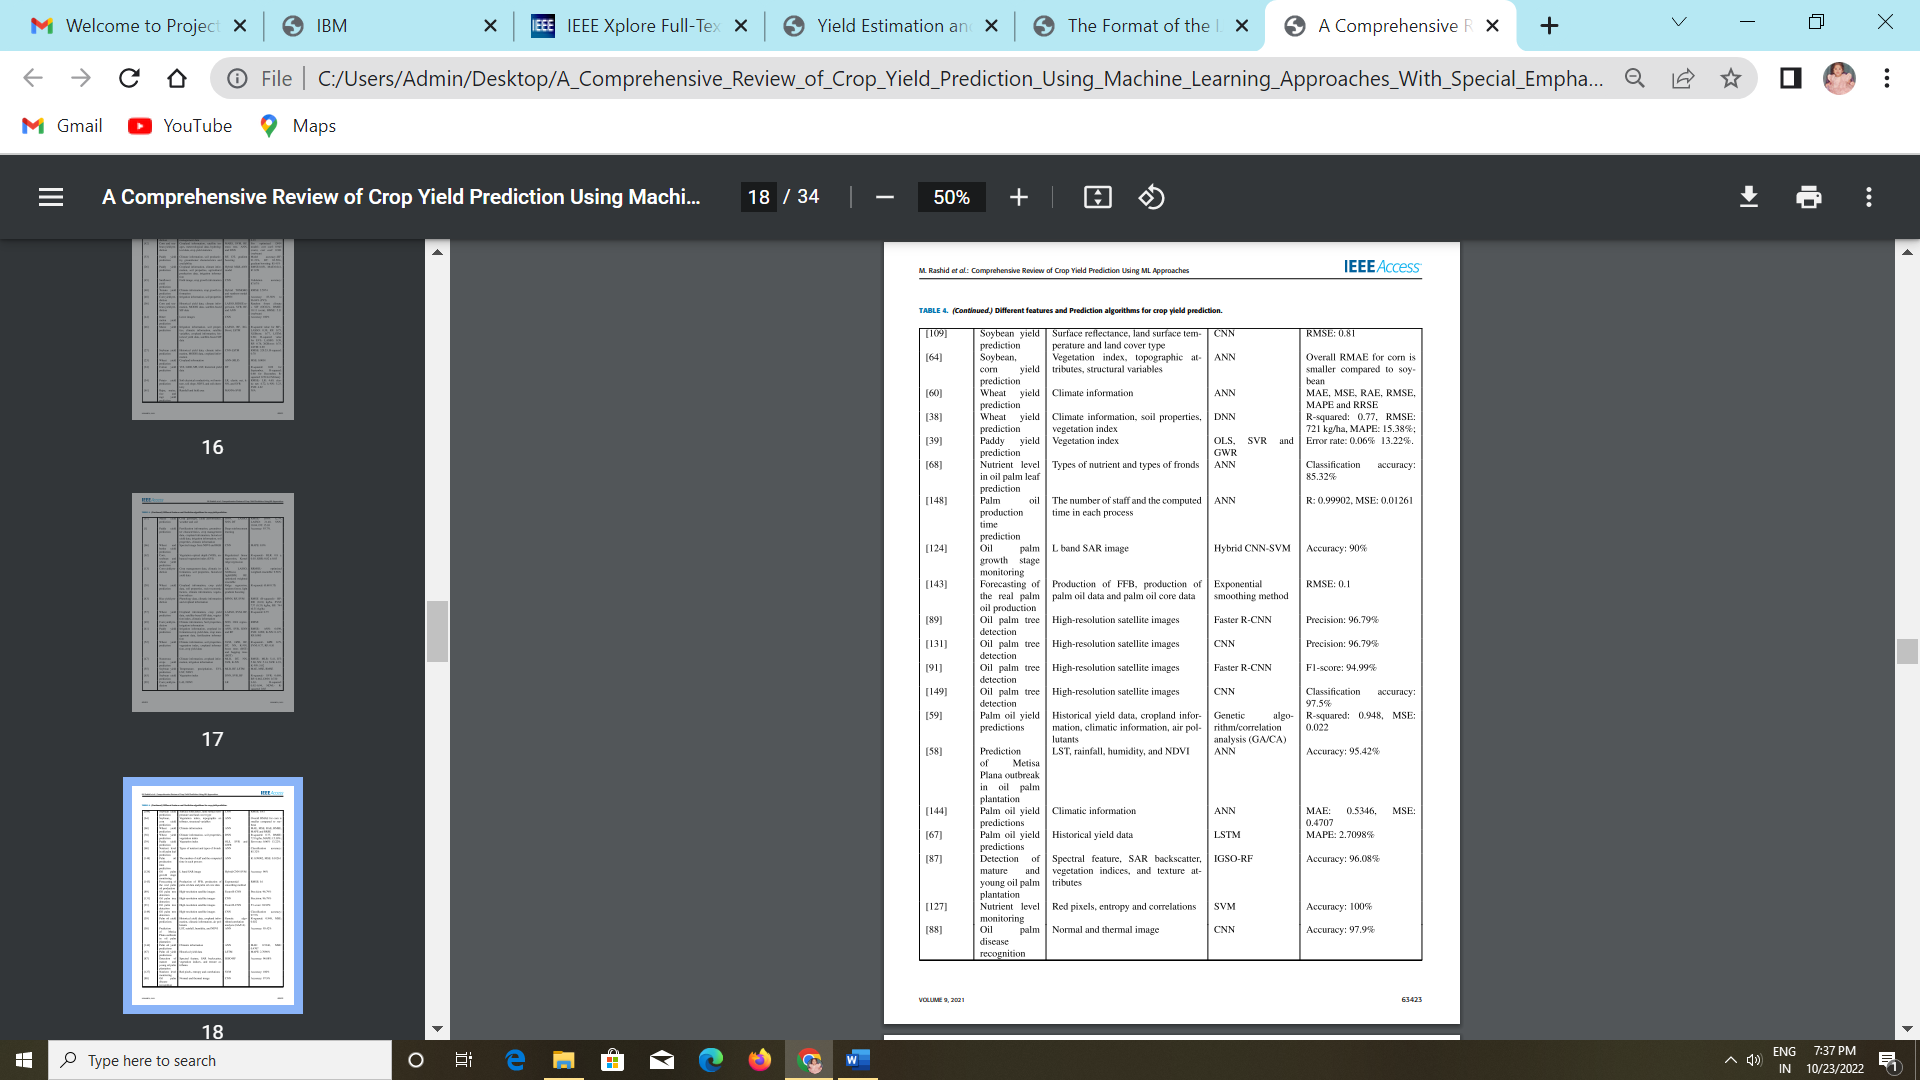 Welcome to Project
IBM
IEEE
IEEE Xplore Full-Tex
Yield Estimation an
The Format of the I
A Comprehensive R
File
C:/Users/Admin/Desktop/A_Comprehensive_Review_of_Crop_Yield_Prediction_Using_Machine_Learning_Approaches_With_Special_Empha...
Gmail
YouTube
Maps
A Comprehensive Review of Crop Yield Prediction Using Machi...
18 / 34
50%
16
17
18
M. Rashid et al.: Comprehensive Review of Crop Yield Prediction Using ML Approaches
IEEE Access
TABLE 4. (Continued.) Different features and Prediction algorithms for crop yield prediction.
[109] Soybean yield Surface reflectance, land surface tem- CNN RMSE: 0.81
prediction perature and land cover type
[64] Soybean, Vegetation index, topographic at- ANN Overall RMAE for corn is
corn yield tributes, structural variables smaller compared to soy-
prediction bean
[60] Wheat yield Climate information ANN MAE, MSE, RAE, RMSE,
prediction MAPE and RRSE
[38] Wheat yield Climate information, soil properties, DNN R-squared: 0.77, RMSE:
prediction vegetation index 721 kg/ha, MAPE: 15.38%;
[39] Paddy yield Vegetation index OLS, SVR and Error rate: 0.06% 13.22%.
prediction GWR
[68] Nutrient level Types of nutrient and types of fronds ANN Classification accuracy:
in oil palm leaf 85.32%
prediction
[148] Palm oil The number of staff and the computed ANN R: 0.99902, MSE: 0.01261
production time in each process
time
prediction
[124] Oil palm L band SAR image Hybrid CNN-SVM Accuracy: 90%
growth stage
monitoring
[143] Forecasting of Production of FFB, production of Exponential RMSE: 0.1
the real palm palm oil data and palm oil core data smoothing method
oil production
[89] Oil palm tree High-resolution satellite images Faster R-CNN Precision: 96.79%
detection
[131] Oil palm tree High-resolution satellite images CNN Precision: 96.79%
detection
[91] Oil palm tree High-resolution satellite images Faster R-CNN F1-score: 94.99%
detection
[149] Oil palm tree High-resolution satellite images CNN Classification accuracy:
detection 97.5%
[59] Palm oil yield Historical yield data, cropland infor- Genetic algo- R-squared: 0.948, MSE:
predictions mation, climatic information, air pol- rithm/correlation 0.022
lutants analysis (GA/CA)
[58] Prediction LST, rainfall, humidity, and NDVI ANN Accuracy: 95.42%
of Metisa
Plana outbreak
in oil palm
plantation
[144] Palm oil yield Climatic information ANN MAE: 0.5346, MSE:
predictions 0.4707
[67] Palm oil yield Historical yield data LSTM MAPE: 2.7098%
predictions
[87] Detection of Spectral feature, SAR backscatter, IGSO-RF Accuracy: 96.08%
mature and vegetation indices, and texture at-
young oil palm tributes
plantation
[127] Nutrient level Red pixels, entropy and correlations SVM Accuracy: 100%
monitoring
[88] Oil palm Normal and thermal image CNN Accuracy: 97.9%
disease
recognition
VOLUME 9, 2021
63423
Type here to search
ENG
IN
7:37 PM
10/23/2022
1